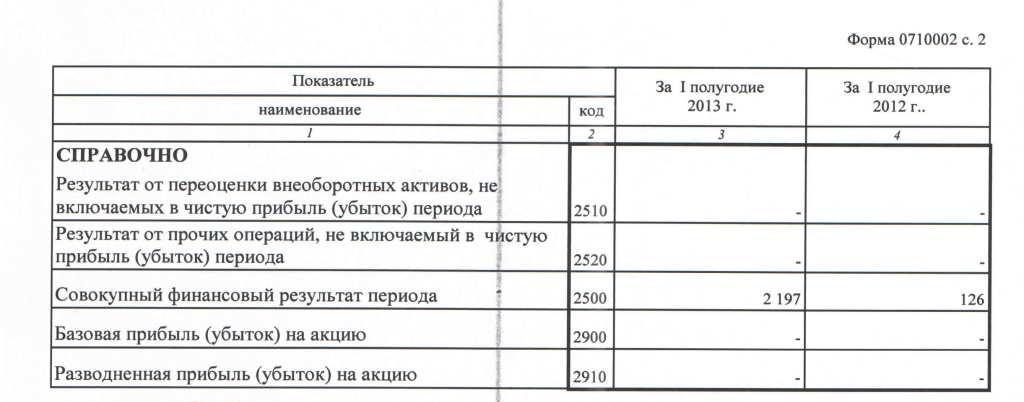 Форма 0710002 с. 2
Показатель
За I полугодие
2013 г.
За I полугодие
2012 г..
наименование
код
1
2
3
4
СПРАВОЧНО
Результат от переоценки внеоборотных активов, не
включаемых в чистую прибыль (убыток) периода
2510
-
-
Результат от прочих операций, не включаемый в чистую
прибыль (убыток) периода
2520
-
-
Совокупный финансовый результат периода
2500
2 197
126
Базовая прибыль (убыток) на акцию
2900
-
-
Разводненная прибыль (убыток) на акцию
2910
-
-